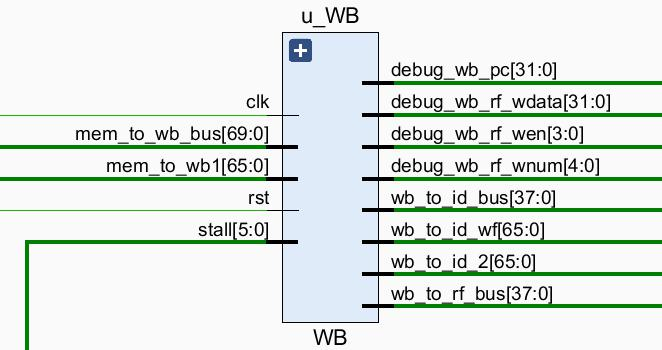 u_WB
clk
mem_to_wb_bus[69:0]
mem_to_wb1[65:0]
rst
stall[5:0]
debug_wb_pc[31:0]
debug_wb_rf_wdata[31:0]
debug_wb_rf_wen[3:0]
debug_wb_rf_wnum[4:0]
wb_to_id_bus[37:0]
wb_to_id_wf[65:0]
wb_to_id_2[65:0]
wb_to_rf_bus[37:0]
WB